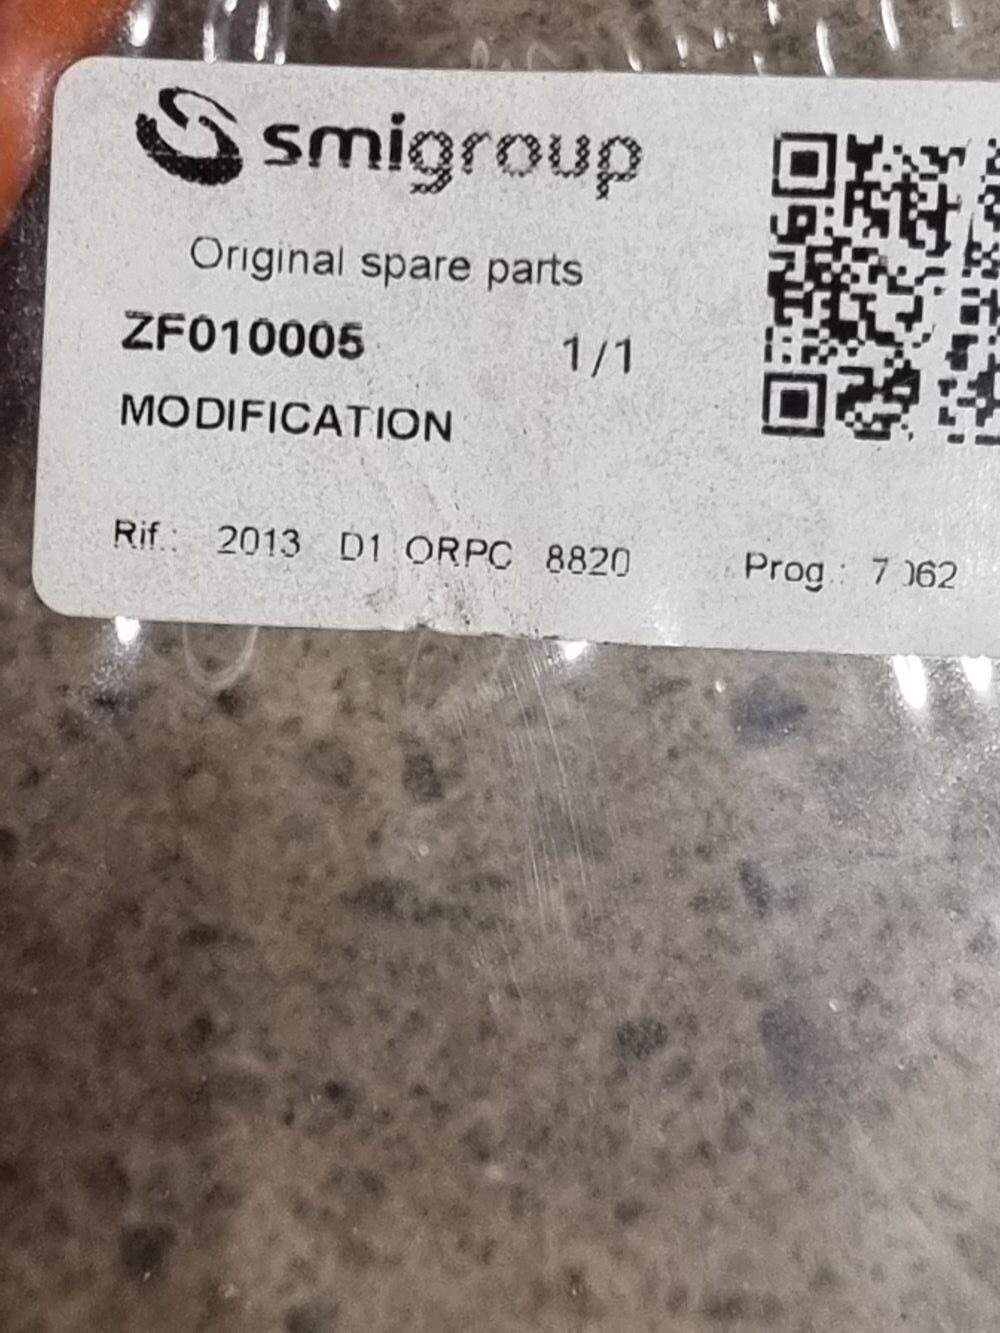 smigroup
Original spare parts
ZF010005 1/1
MODIFICATION
Rif.: 2013 D1 ORPC 8820 Prog.: